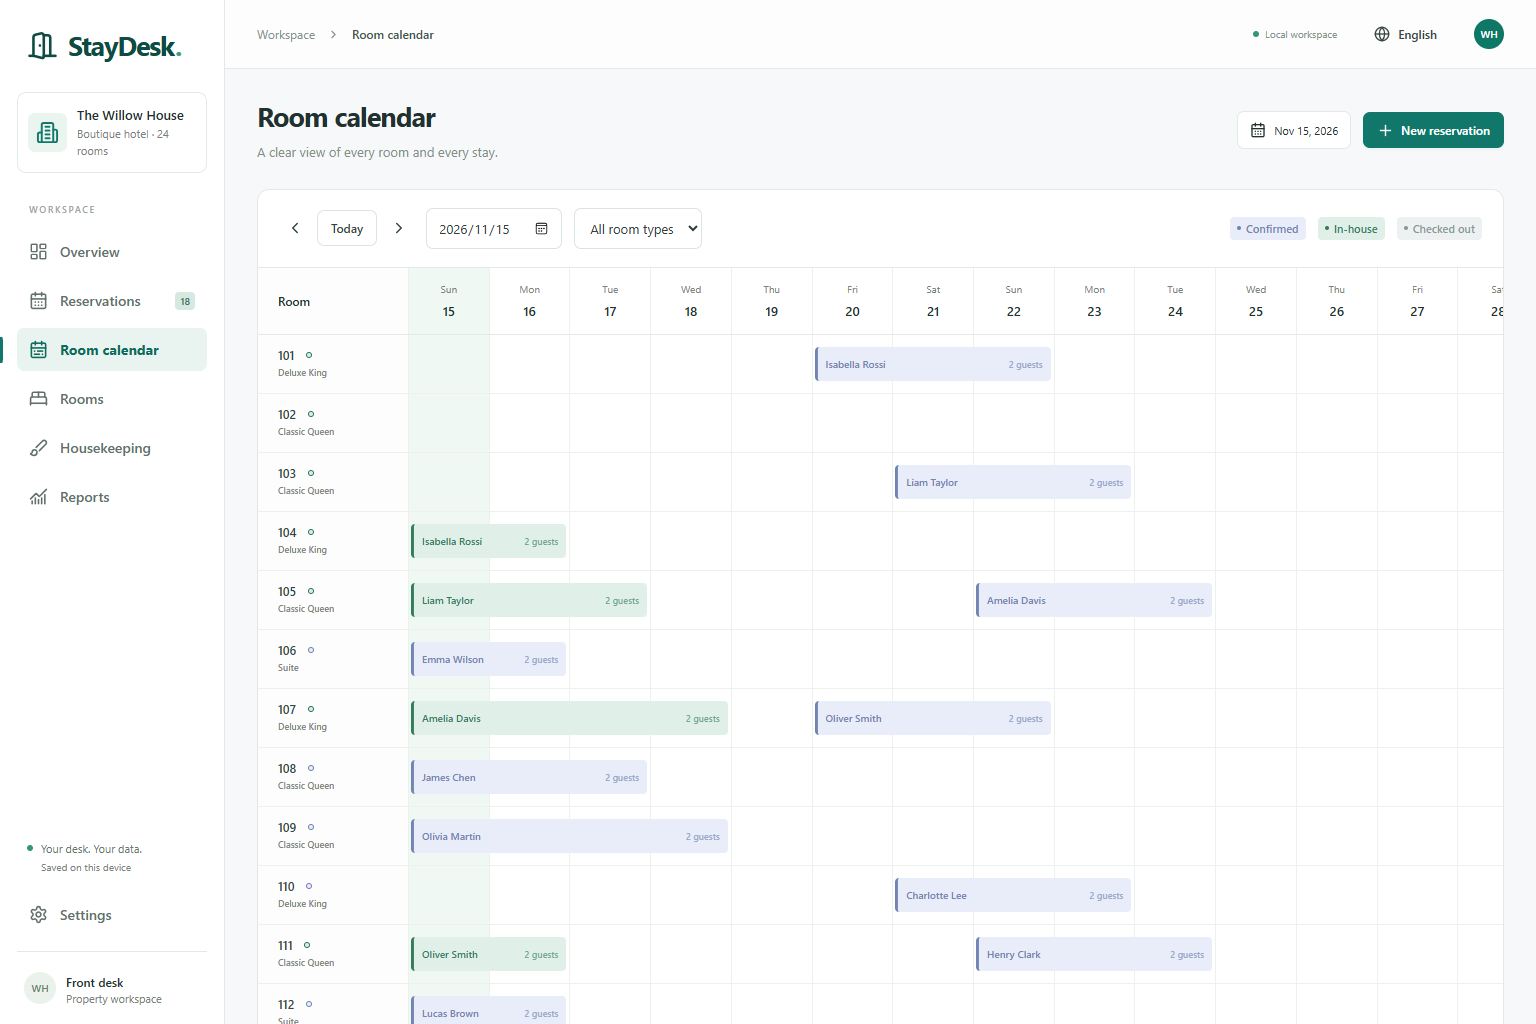 StayDesk.
The Willow House
Boutique hotel · 24
rooms
WORKSPACE
Overview
Reservations 18
Room calendar
Rooms
Housekeeping
Reports
Your desk. Your data.
Saved on this device
Settings
WH
Front desk
Property workspace
Workspace > Room calendar
Local workspace
English
WH
Room calendar
A clear view of every room and every stay.
Nov 15, 2026
+ New reservation
Today
2026/11/15
All room types
Confirmed
In-house
Checked out
Room
Sun Mon Tue Wed Thu Fri Sat Sun Mon Tue Wed Thu Fri Sat
15 16 17 18 19 20 21 22 23 24 25 26 27 28
101
Deluxe King
Isabella Rossi 2 guests
102
Classic Queen
103
Classic Queen
Liam Taylor 2 guests
104
Deluxe King
Isabella Rossi 2 guests
105
Classic Queen
Liam Taylor 2 guests
Amelia Davis 2 guests
106
Suite
Emma Wilson 2 guests
107
Deluxe King
Amelia Davis 2 guests
Oliver Smith 2 guests
108
Classic Queen
James Chen 2 guests
109
Classic Queen
Olivia Martin 2 guests
110
Deluxe King
Charlotte Lee 2 guests
111
Classic Queen
Oliver Smith 2 guests
Henry Clark 2 guests
112
Suite
Lucas Brown 2 guests